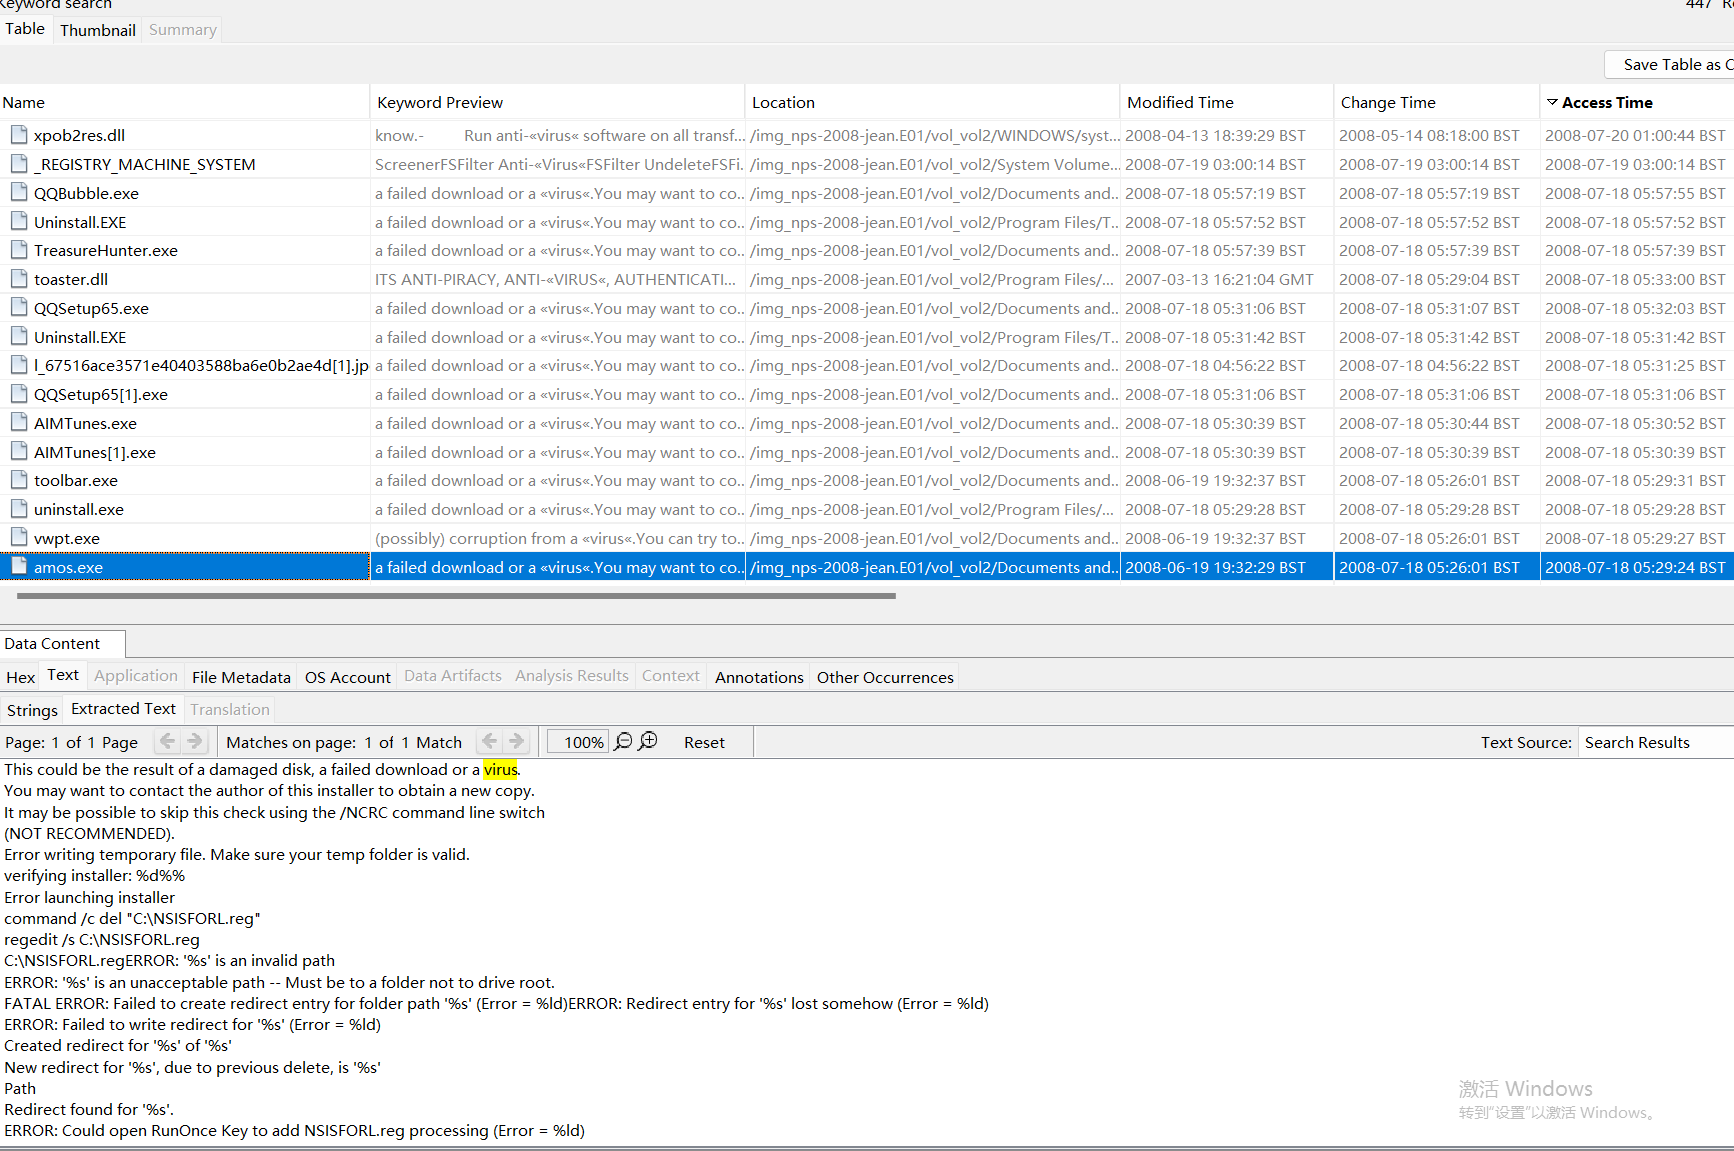 Keyword search
447
Table Thumbnail Summary
Save Table as C
Name Keyword Preview Location Modified Time Change Time Access Time
xpob2res.dll know.- Run anti-«virus« software on all transf... /img_nps-2008-jean.E01/vol_vol2/WINDOWS/syst... 2008-04-13 18:39:29 BST 2008-05-14 08:18:00 BST 2008-07-20 01:00:44 BST
_REGISTRY_MACHINE_SYSTEM ScreenerFSFilter Anti-«Virus«FSFilter UndeleteFSFi.. /img_nps-2008-jean.E01/vol_vol2/System Volume... 2008-07-19 03:00:14 BST 2008-07-19 03:00:14 BST 2008-07-19 03:00:14 BST
QQBubble.exe a failed download or a «virus«.You may want to co.. /img_nps-2008-jean.E01/vol_vol2/Documents and.. 2008-07-18 05:57:19 BST 2008-07-18 05:57:19 BST 2008-07-18 05:57:55 BST
Uninstall.EXE a failed download or a «virus«.You may want to co.. /img_nps-2008-jean.E01/vol_vol2/Program Files/T.. 2008-07-18 05:57:52 BST 2008-07-18 05:57:52 BST 2008-07-18 05:57:52 BST
TreasureHunter.exe a failed download or a «virus«.You may want to co.. /img_nps-2008-jean.E01/vol_vol2/Documents and.. 2008-07-18 05:57:39 BST 2008-07-18 05:57:39 BST 2008-07-18 05:57:39 BST
toaster.dll ITS ANTI-PIRACY, ANTI-«VIRUS«, AUTHENTICATI... /img_nps-2008-jean.E01/vol_vol2/Program Files/... 2007-03-13 16:21:04 GMT 2008-07-18 05:29:04 BST 2008-07-18 05:33:00 BST
QQSetup65.exe a failed download or a «virus«.You may want to co.. /img_nps-2008-jean.E01/vol_vol2/Documents and.. 2008-07-18 05:31:06 BST 2008-07-18 05:31:07 BST 2008-07-18 05:32:03 BST
Uninstall.EXE a failed download or a «virus«.You may want to co.. /img_nps-2008-jean.E01/vol_vol2/Program Files/T.. 2008-07-18 05:31:42 BST 2008-07-18 05:31:42 BST 2008-07-18 05:31:42 BST
l_67516ace3571e40403588ba6e0b2ae4d[1].jp a failed download or a «virus«.You may want to co.. /img_nps-2008-jean.E01/vol_vol2/Documents and.. 2008-07-18 04:56:22 BST 2008-07-18 04:56:22 BST 2008-07-18 05:31:25 BST
QQSetup65[1].exe a failed download or a «virus«.You may want to co.. /img_nps-2008-jean.E01/vol_vol2/Documents and.. 2008-07-18 05:31:06 BST 2008-07-18 05:31:06 BST 2008-07-18 05:31:06 BST
AIMTunes.exe a failed download or a «virus«.You may want to co.. /img_nps-2008-jean.E01/vol_vol2/Documents and.. 2008-07-18 05:30:39 BST 2008-07-18 05:30:44 BST 2008-07-18 05:30:52 BST
AIMTunes[1].exe a failed download or a «virus«.You may want to co.. /img_nps-2008-jean.E01/vol_vol2/Documents and.. 2008-07-18 05:30:39 BST 2008-07-18 05:30:39 BST 2008-07-18 05:30:39 BST
toolbar.exe a failed download or a «virus«.You may want to co.. /img_nps-2008-jean.E01/vol_vol2/Documents and.. 2008-06-19 19:32:37 BST 2008-07-18 05:26:01 BST 2008-07-18 05:29:31 BST
uninstall.exe a failed download or a «virus«.You may want to co.. /img_nps-2008-jean.E01/vol_vol2/Program Files/... 2008-07-18 05:29:28 BST 2008-07-18 05:29:28 BST 2008-07-18 05:29:28 BST
vwpt.exe (possibly) corruption from a «virus«.You can try to.. /img_nps-2008-jean.E01/vol_vol2/Documents and.. 2008-06-19 19:32:37 BST 2008-07-18 05:26:01 BST 2008-07-18 05:29:27 BST
amos.exe a failed download or a «virus«.You may want to co.. /img_nps-2008-jean.E01/vol_vol2/Documents and.. 2008-06-19 19:32:29 BST 2008-07-18 05:26:01 BST 2008-07-18 05:29:24 BST
Data Content
Hex Text Application File Metadata OS Account Data Artifacts Analysis Results Context Annotations Other Occurrences
Strings Extracted Text Translation
Page: 1 of 1 Page Matches on page: 1 of 1 Match 100% Reset Text Source: Search Results
This could be the result of a damaged disk, a failed download or a virus.
You may want to contact the author of this installer to obtain a new copy.
It may be possible to skip this check using the /NCRC command line switch
(NOT RECOMMENDED).
Error writing temporary file. Make sure your temp folder is valid.
verifying installer: %d%%
Error launching installer
command /c del "C:\NSISFORL.reg"
regedit /s C:\NSISFORL.reg
C:\NSISFORL.regERROR: '%s' is an invalid path
ERROR: '%s' is an unacceptable path -- Must be to a folder not to drive root.
FATAL ERROR: Failed to create redirect entry for folder path '%s' (Error = %ld)ERROR: Redirect entry for '%s' lost somehow (Error = %ld)
ERROR: Failed to write redirect for '%s' (Error = %ld)
Created redirect for '%s' of '%s'
New redirect for '%s', due to previous delete, is '%s'
Path
Redirect found for '%s'.
ERROR: Could open RunOnce Key to add NSISFORL.reg processing (Error = %ld)
激活 Windows
转到“设置”以激活 Windows。